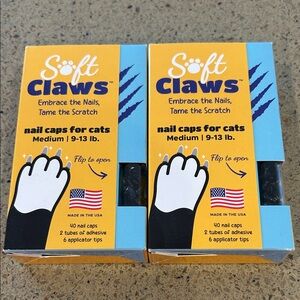 Soft
Claws™
Embrace the Nails,
Tame the Scratch
nail caps for cats
Medium | 9-13 lb.
Flip to open
MADE IN THE USA
40 nail caps
2 tubes of adhesive
6 applicator tips
Soft
Claws™
Embrace the Nails,
Tame the Scratch
nail caps for cats
Medium | 9-13 lb.
Flip to open
MADE IN THE USA
40 nail caps
2 tubes of adhesive
6 applicator tips